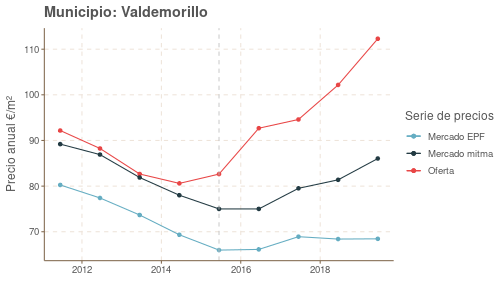 Municipio: Valdemorillo
Precio anual €/m²
110
100
90
80
70
2012
2014
2016
2018
Serie de precios
Mercado EPF
Mercado mitma
Oferta